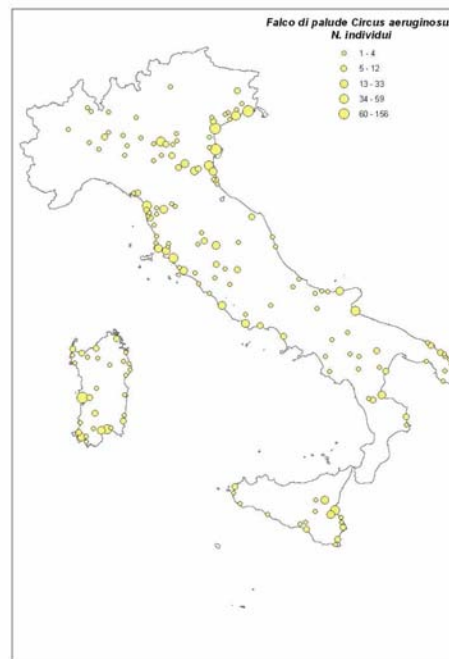 Falco di palude Circus aeruginosu
N. individui
1 - 4
5 - 12
13 - 33
34 - 59
60 - 156